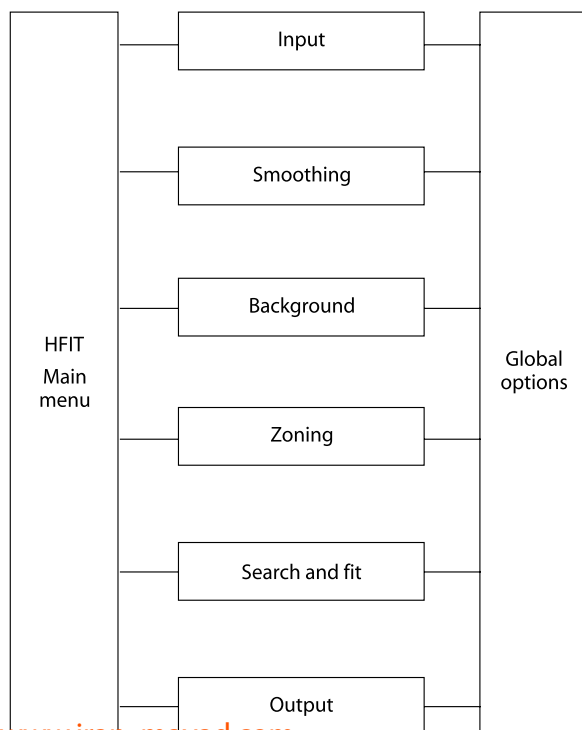 Input
Smoothing
Background
HFIT
Main
menu
Global
options
Zoning
Search and fit
Output